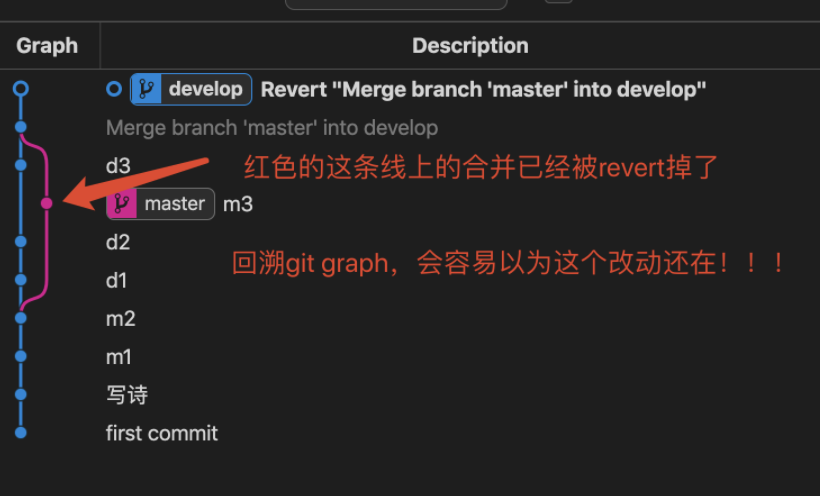 Graph Description
develop Revert "Merge branch 'master' into develop"
Merge branch 'master' into develop
d3 红色的这条线上的合并已经被revert掉了
master m3
d2
回溯git graph，会容易以为这个改动还在！！！
d1
m2
m1
写诗
first commit